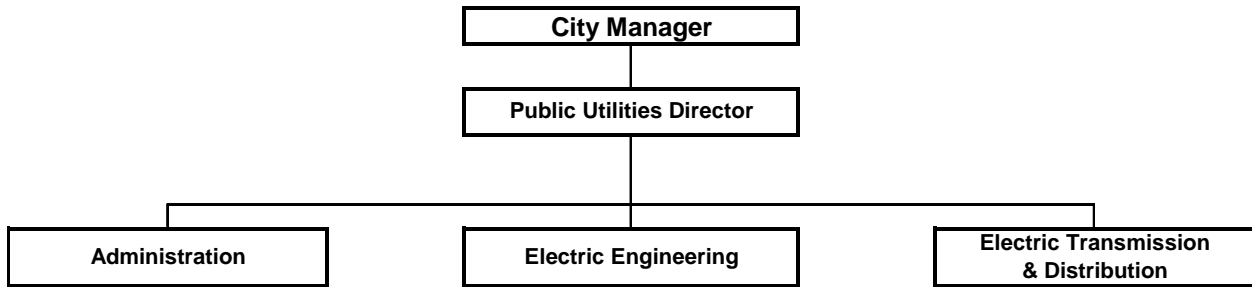 City Manager
Public Utilities Director
Administration
Electric Engineering
Electric Transmission
& Distribution